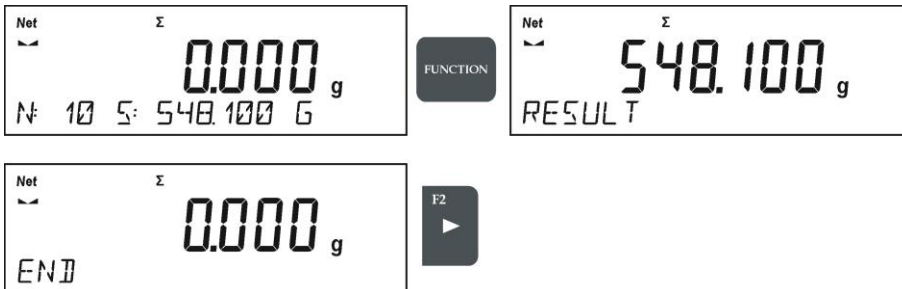 Net Σ
0.000 g
N: 10 S: 548.100 G
FUNCTION
Net Σ
548.100 g
RESULT
Net Σ
0.000 g
END
F2